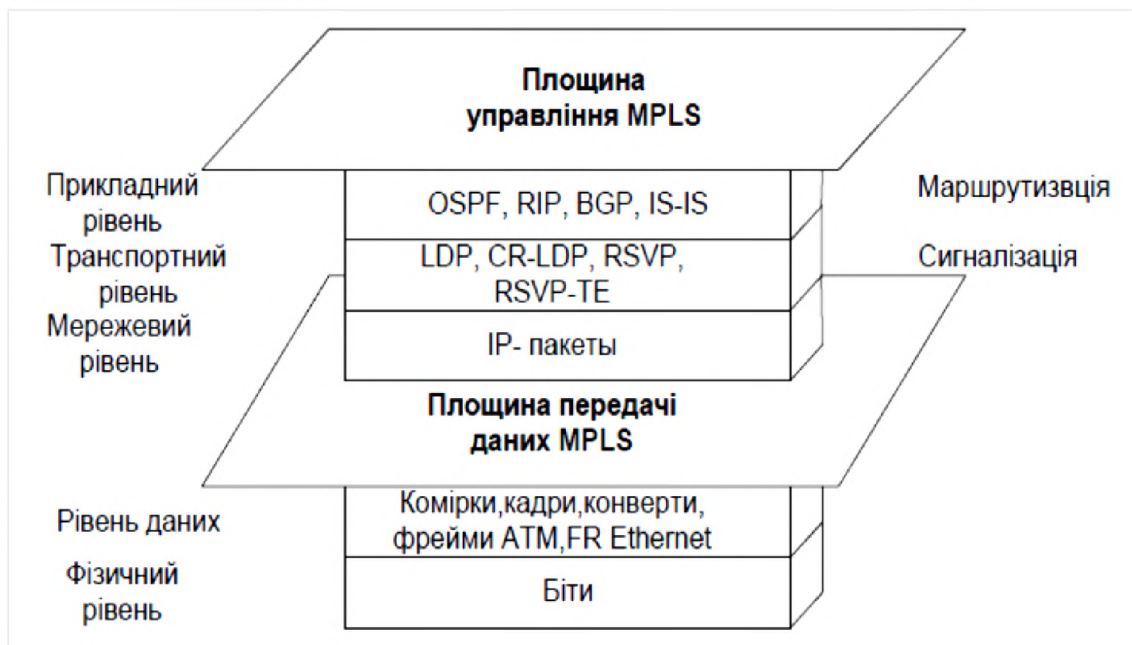 Площина
управління MPLS
Прикладний
рівень
OSPF, RIP, BGP, IS-IS
Маршрутизвція
Транспортний
рівень
LDP, CR-LDP, RSVP,
RSVP-TE
Сигналізація
Мережевий
рівень
IP- пакеты
Площина передачі
даних MPLS
Рівень даних
Комірки,кадри,конверти,
фрейми ATM,FR Ethernet
Фізичний
рівень
Біти